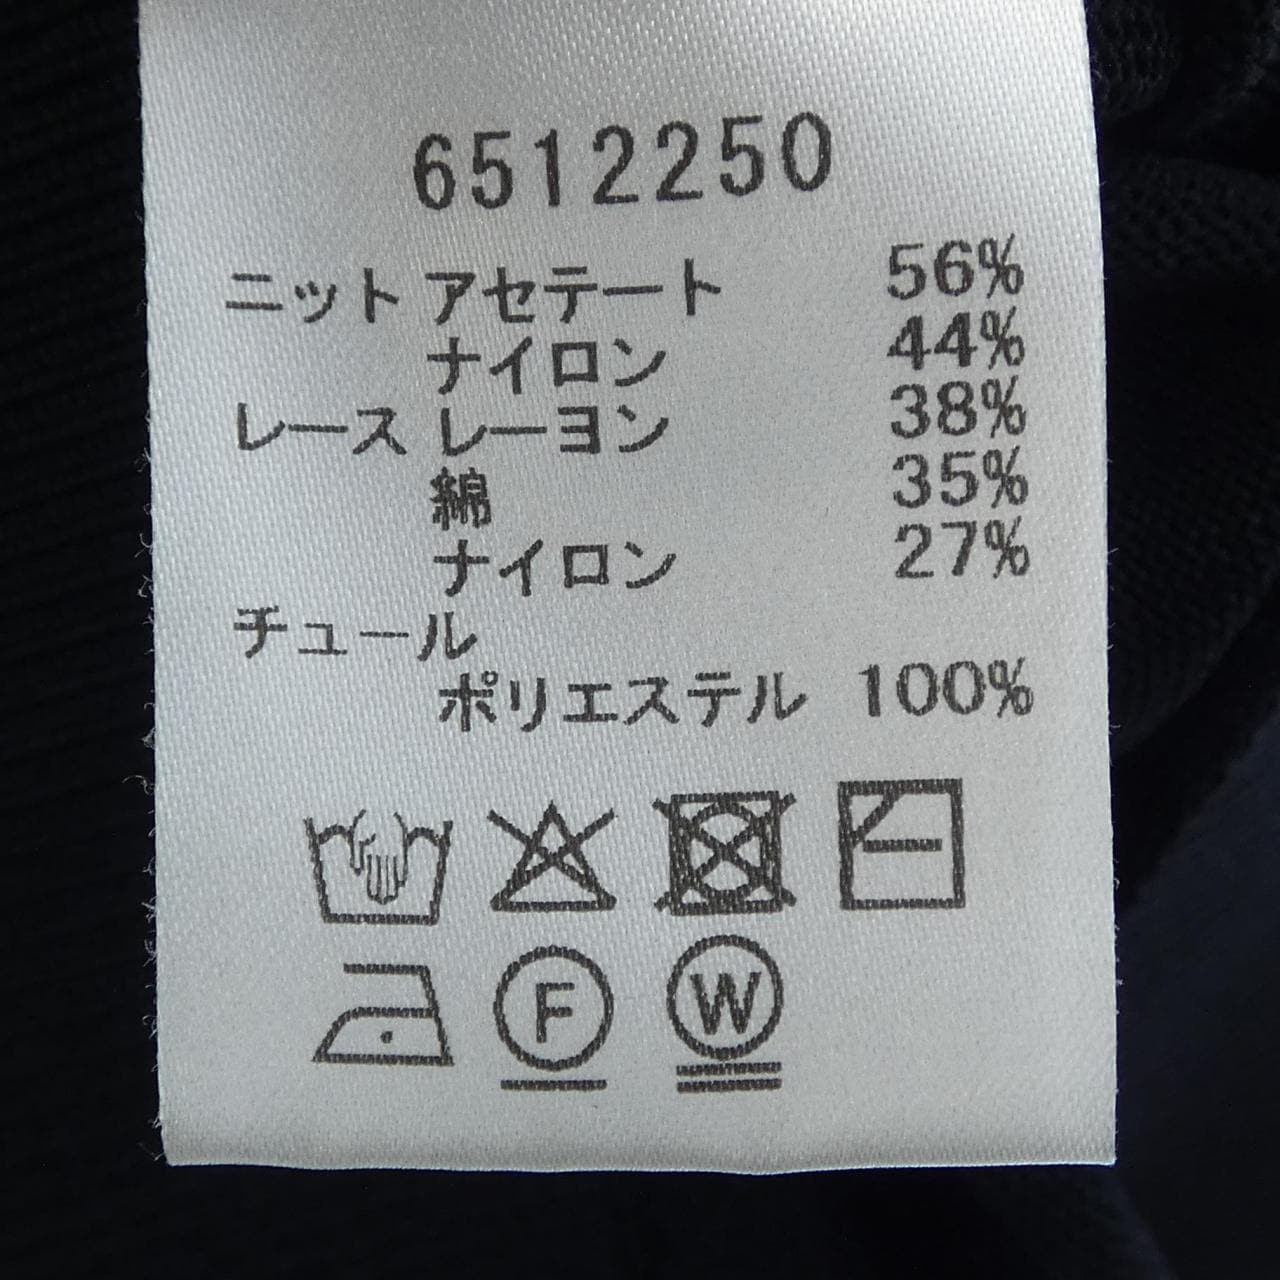 6512250
ニット アセテート 56%
ナイロン 44%
レース レーヨン 38%
綿 35%
ナイロン 27%
チュール
ポリエステル 100%
F W